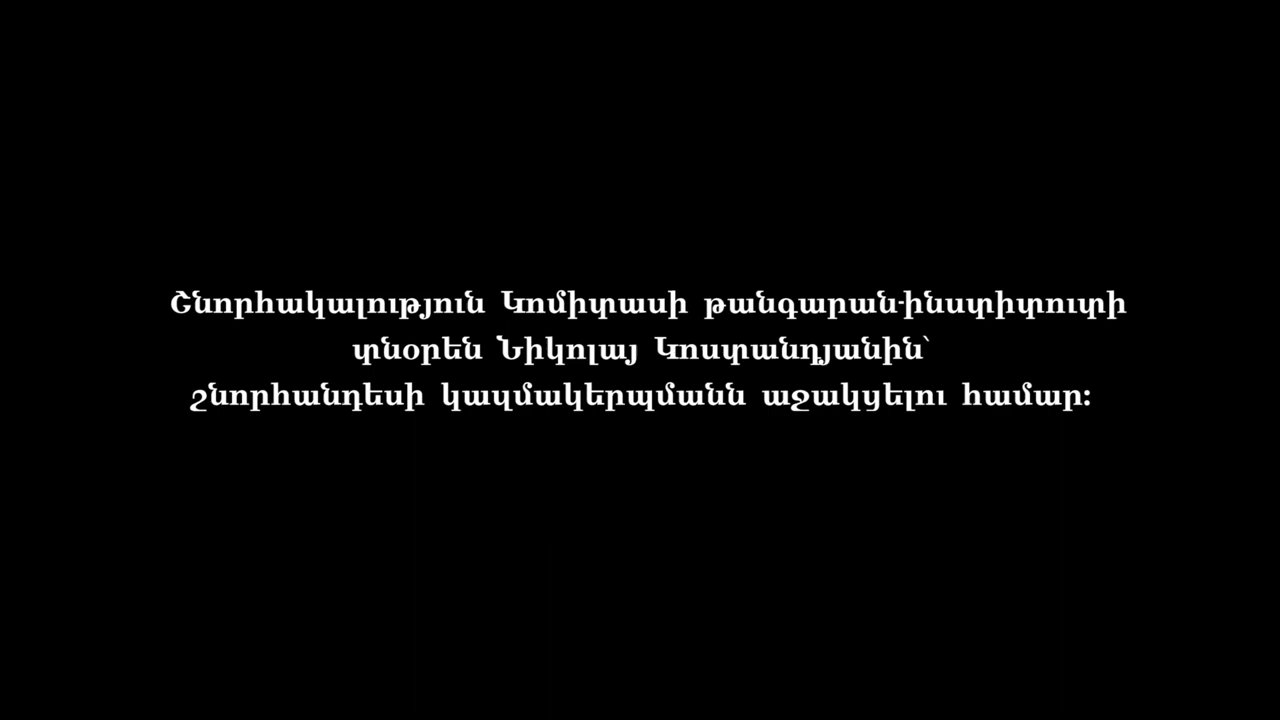 Շնորհակալություն Կոմիտասի թանգարան-ինստիտուտի
տնօրեն Նիկոլայ Կոստանդյանին՝
շնորհանդեսի կազմակերպմանն աջակցելու համար։